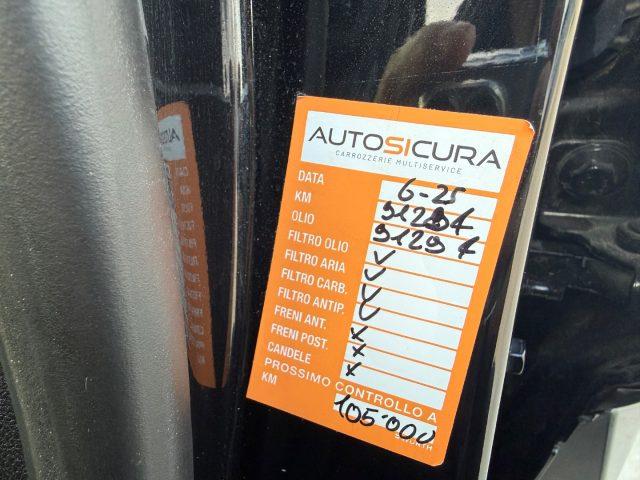 AUTOSICURA
CARROZZERIE MULTISERVICE
DATA 6-25
KM
OLIO
FILTRO OLIO ✓
FILTRO ARIA ✓
FILTRO CARB. ✓
FILTRO ANTIP. ✓
FRENI ANT. x
FRENI POST. x
CANDELE x
PROSSIMO CONTROLLO A
KM 105.000